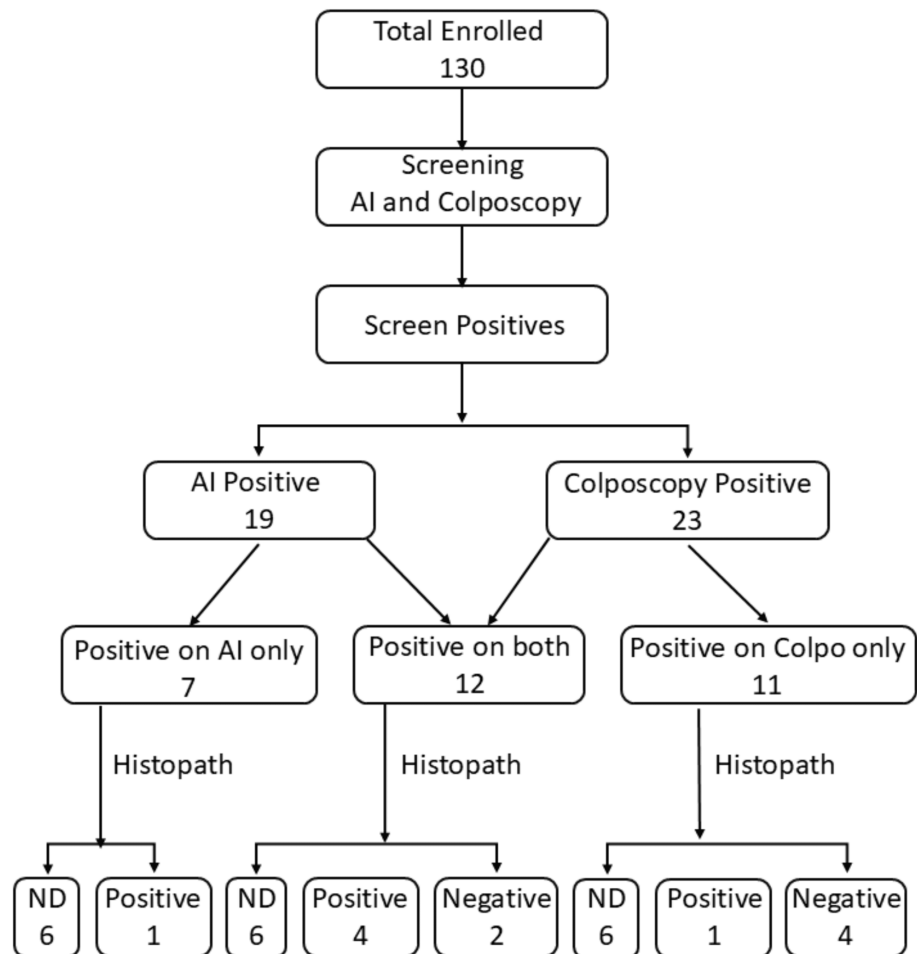 Total Enrolled
130
Screening
AI and Colposcopy
Screen Positives
AI Positive
19
Colposcopy Positive
23
Positive on AI only
7
Positive on both
12
Positive on Colpo only
11
Histopath
Histopath
Histopath
ND
6
Positive
1
ND
6
Positive
4
Negative
2
ND
6
Positive
1
Negative
4